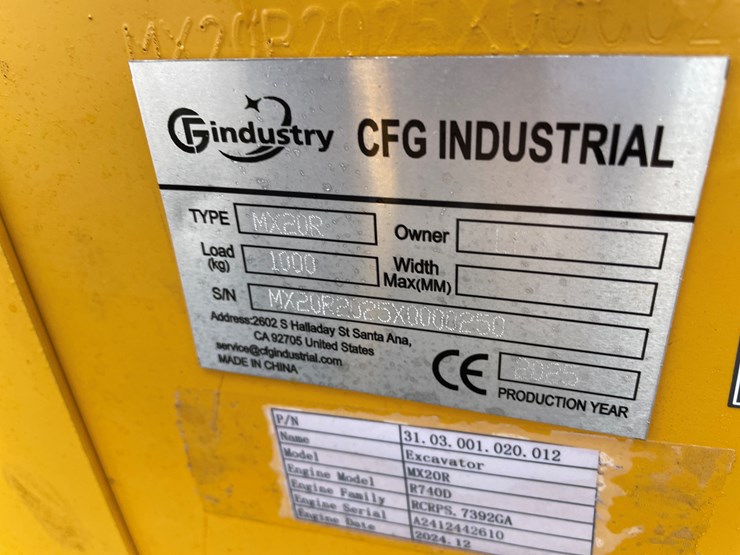 MX20R2025X00002
CFGindustry CFG INDUSTRIAL
TYPE MX20R Owner
Load (kg) 1000 Width Max(MM)
S/N MX20R2025X0000250
Address:2602 S Halladay St Santa Ana,
CA 92705 United States
service@cfgindustrial.com
MADE IN CHINA
CE 2025
PRODUCTION YEAR
P/N 31.03.001.020.012
Name Excavator
Model MX20R
Engine Model R740D
Engine Family RCRPS.7392GA
Engine Serial A2412442610
Engine Date 2024.12